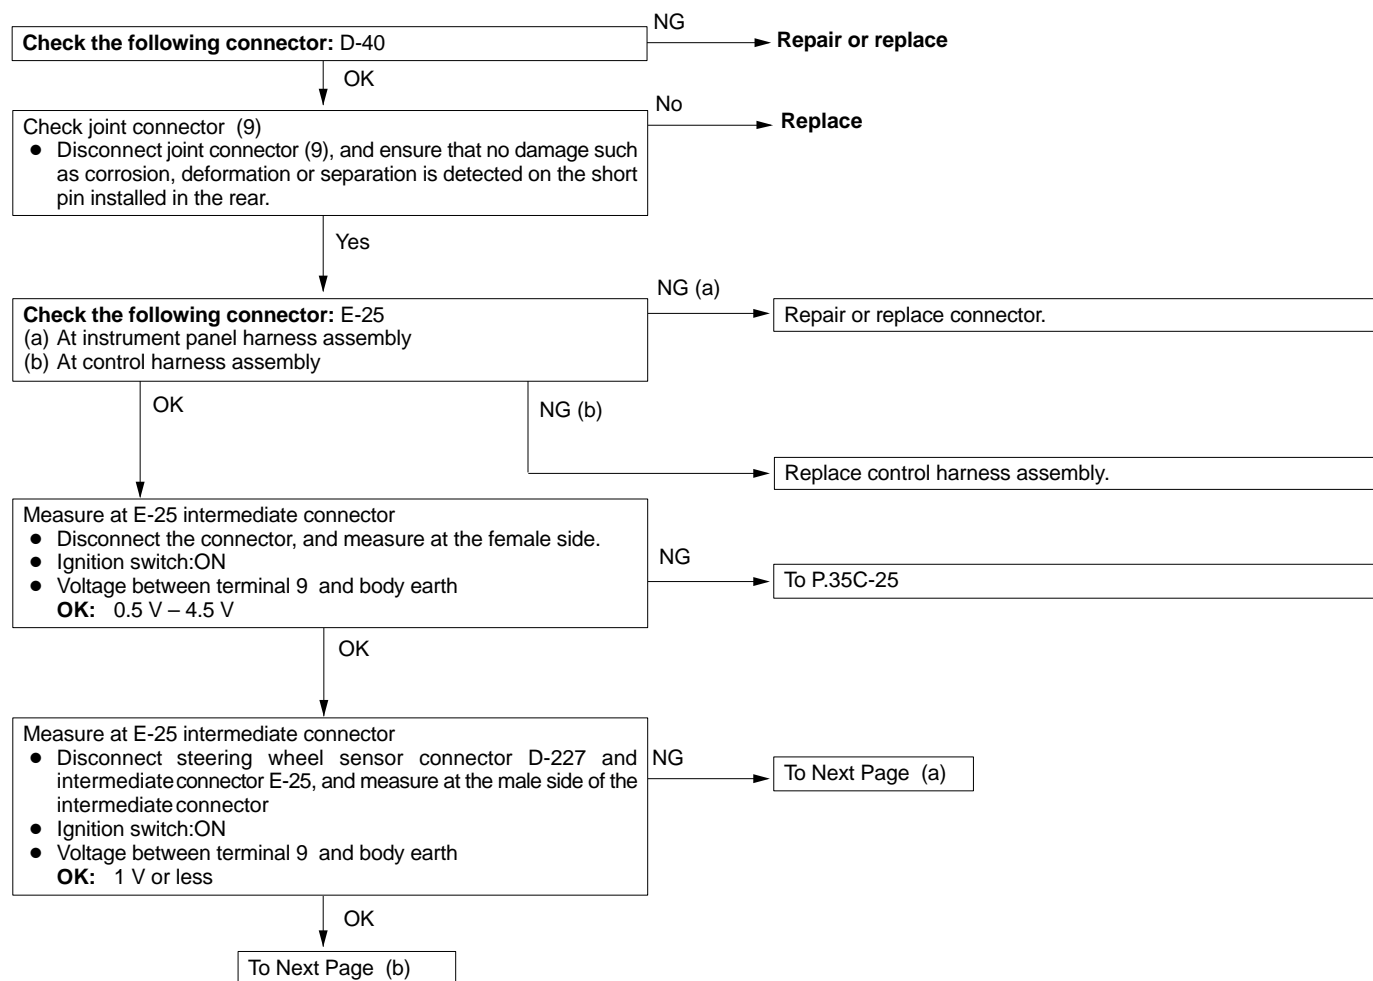 Check the following connector: D-40
NG
Repair or replace
OK
Check joint connector (9)
● Disconnect joint connector (9), and ensure that no damage such
as corrosion, deformation or separation is detected on the short
pin installed in the rear.
No
Replace
Yes
Check the following connector: E-25
(a) At instrument panel harness assembly
(b) At control harness assembly
NG (a)
Repair or replace connector.
OK
NG (b)
Replace control harness assembly.
Measure at E-25 intermediate connector
● Disconnect the connector, and measure at the female side.
● Ignition switch:ON
● Voltage between terminal 9 and body earth
OK: 0.5 V – 4.5 V
NG
To P.35C-25
OK
Measure at E-25 intermediate connector
● Disconnect steering wheel sensor connector D-227 and
intermediate connector E-25, and measure at the male side of the
intermediate connector
● Ignition switch:ON
● Voltage between terminal 9 and body earth
OK: 1 V or less
NG
To Next Page (a)
OK
To Next Page (b)